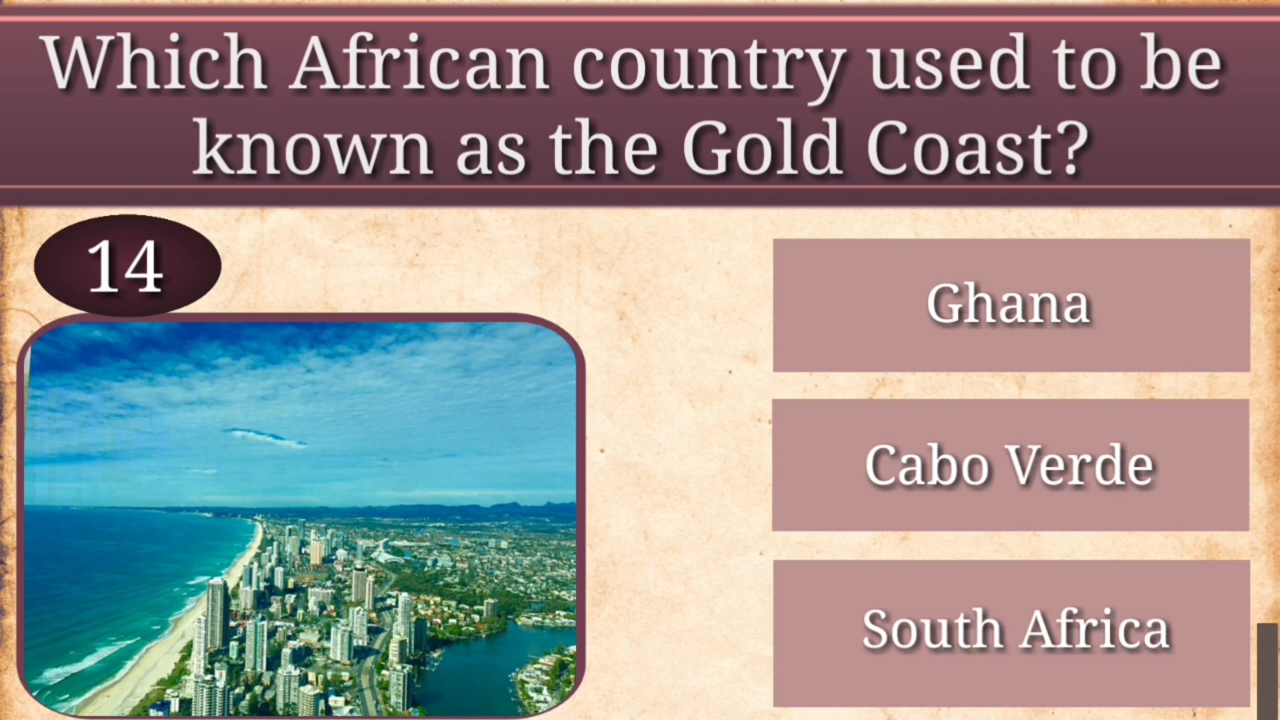 Which African country used to be
known as the Gold Coast?
14
Ghana
Cabo Verde
South Africa